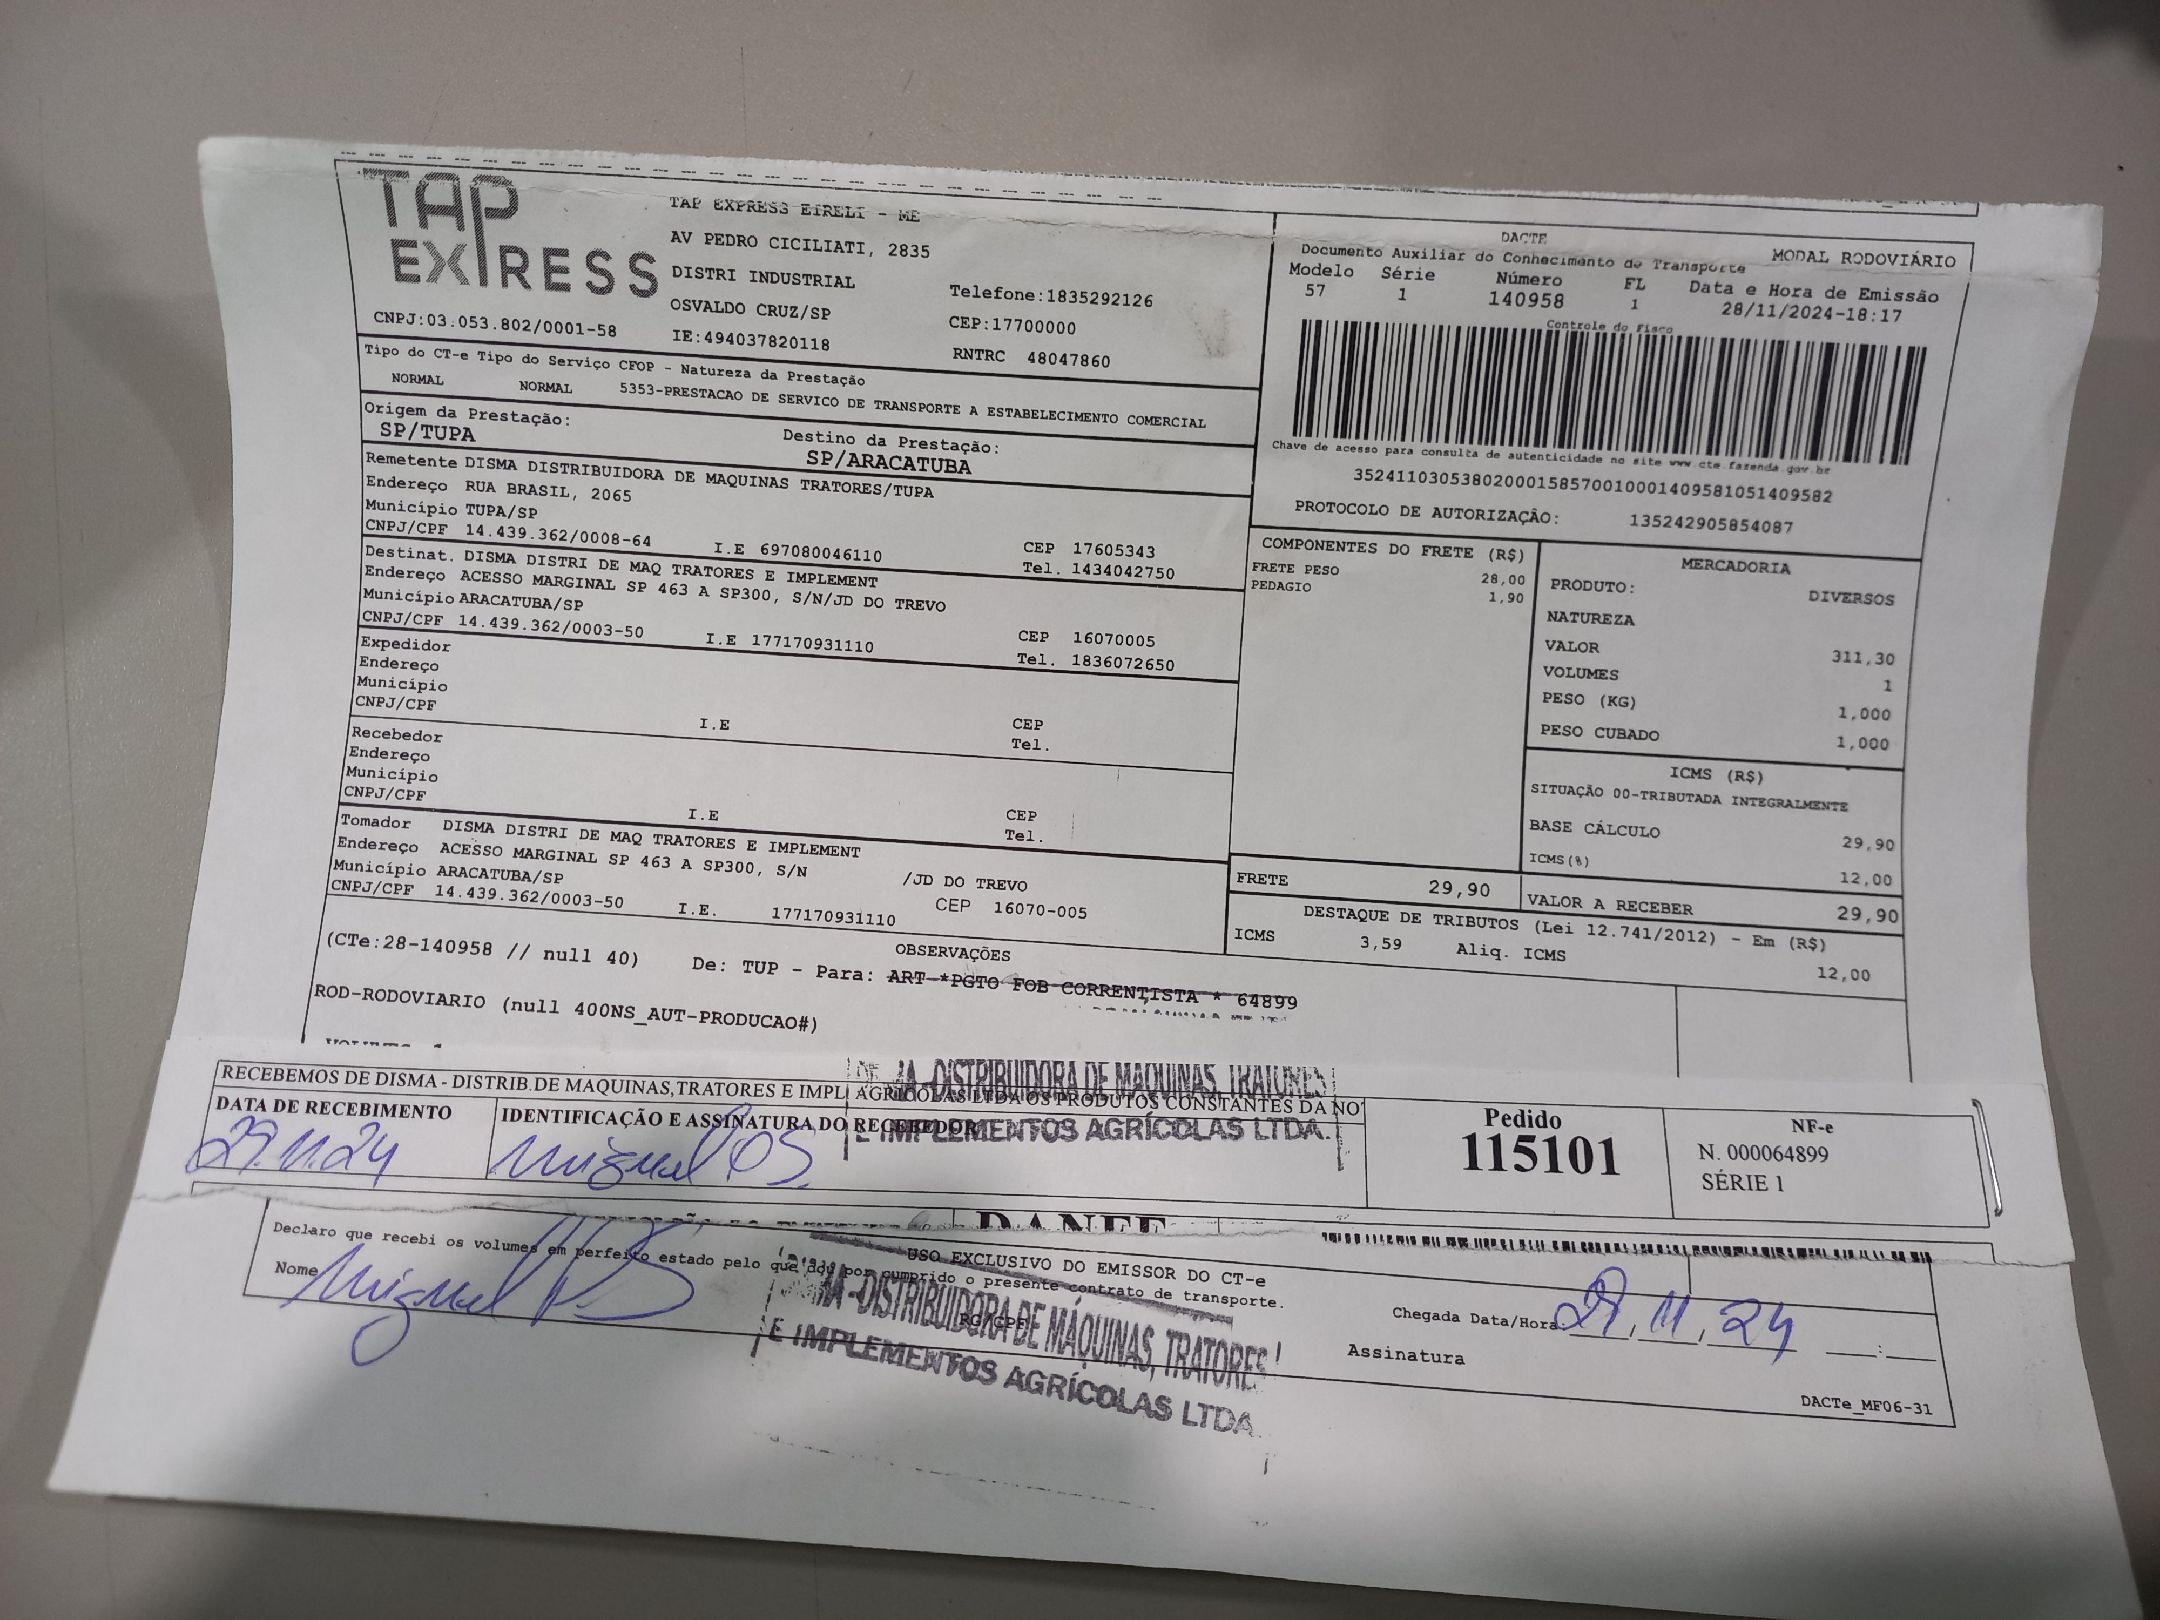 TAP
EXPRESS
TAP EXPRESS EIRELI - ME
AV PEDRO CICILIATI, 2835
DISTRI INDUSTRIAL
OSVALDO CRUZ/SP
Telefone:1835292126
CEP:17700000
CNPJ:03.053.802/0001-58
IE:494037820118
RNTRC 48047860
DACTE
Documento Auxiliar do Conhecimento de Transporte
MODAL RODOVIÁRIO
Modelo Série Número FL Data e Hora de Emissão
57 1 140958 1 28/11/2024-18:17
Controle do Fisco
Chave de acesso para consulta de autenticidade no site www.cte.fazenda.gov.br
35241103053802000158570010001409581051409582
PROTOCOLO DE AUTORIZAÇÃO: 135242905854087
Tipo do CT-e Tipo do Serviço CFOP - Natureza da Prestação
NORMAL NORMAL 5353-PRESTACAO DE SERVICO DE TRANSPORTE A ESTABELECIMENTO COMERCIAL
Origem da Prestação: Destino da Prestação:
SP/TUPA SP/ARACATUBA
Remetente DISMA DISTRIBUIDORA DE MAQUINAS TRATORES/TUPA
Endereço RUA BRASIL, 2065
Município TUPA/SP CEP 17605343
CNPJ/CPF 14.439.362/0008-64 I.E 697080046110 Tel. 1434042750
Destinat. DISMA DISTRI DE MAQ TRATORES E IMPLEMENT
Endereço ACESSO MARGINAL SP 463 A SP300, S/N/JD DO TREVO
Município ARACATUBA/SP CEP 16070005
CNPJ/CPF 14.439.362/0003-50 I.E 177170931110 Tel. 1836072650
Expedidor
Endereço
Município CEP
CNPJ/CPF I.E Tel.
Recebedor
Endereço
Município CEP
CNPJ/CPF I.E Tel.
Tomador DISMA DISTRI DE MAQ TRATORES E IMPLEMENT
Endereço ACESSO MARGINAL SP 463 A SP300, S/N /JD DO TREVO
Município ARACATUBA/SP CEP 16070-005
CNPJ/CPF 14.439.362/0003-50 I.E. 177170931110
COMPONENTES DO FRETE (R$)
FRETE PESO 28,00
PEDAGIO 1,90
MERCADORIA
PRODUTO: DIVERSOS
NATUREZA
VALOR 311,30
VOLUMES 1
PESO (KG) 1,000
PESO CUBADO 1,000
ICMS (R$)
SITUAÇÃO 00-TRIBUTADA INTEGRALMENTE
BASE CÁLCULO 29,90
ICMS(%) 12,00
FRETE 29,90 VALOR A RECEBER 29,90
DESTAQUE DE TRIBUTOS (Lei 12.741/2012) - Em (R$)
ICMS 3,59 Aliq. ICMS 12,00
OBSERVAÇÕES
(CTe:28-140958 // null 40) De: TUP - Para: ART-*PGTO FOB CORRENTISTA * 64899
ROD-RODOVIARIO (null 400NS_AUT-PRODUCAO#)
RECEBEMOS DE DISMA - DISTRIB.DE MAQUINAS,TRATORES E IMPL AGRICOLAS LTDA OS PRODUTOS CONSTANTES DA NO
DATA DE RECEBIMENTO
29.11.24
IDENTIFICAÇÃO E ASSINATURA DO RECEBEDOR
Miguel
DISTRIBUIDORA DE MAQUINAS, TRATORES
E IMPLEMENTOS AGRÍCOLAS LTDA.
Pedido
115101
NF-e
N. 000064899
SÉRIE 1
DANFE
USO EXCLUSIVO DO EMISSOR DO CT-e
Declaro que recebi os volumes em perfeito estado pelo que dou por cumprido o presente contrato de transporte.
Nome Miguel
RG/CPF
Chegada Data/Hora 29, 11, 24 :
Assinatura
DISTRIBUIDORA DE MÁQUINAS, TRATORES
E IMPLEMENTOS AGRÍCOLAS LTDA.
DACTe_MF06-31